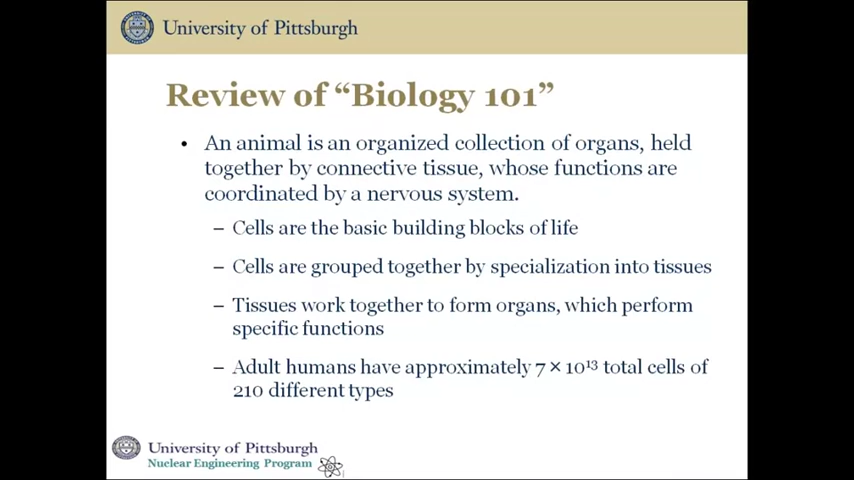 University of Pittsburgh
Review of “Biology 101”
• An animal is an organized collection of organs, held
together by connective tissue, whose functions are
coordinated by a nervous system.
– Cells are the basic building blocks of life
– Cells are grouped together by specialization into tissues
– Tissues work together to form organs, which perform
specific functions
– Adult humans have approximately 7 × 10¹³ total cells of
210 different types
University of Pittsburgh
Nuclear Engineering Program